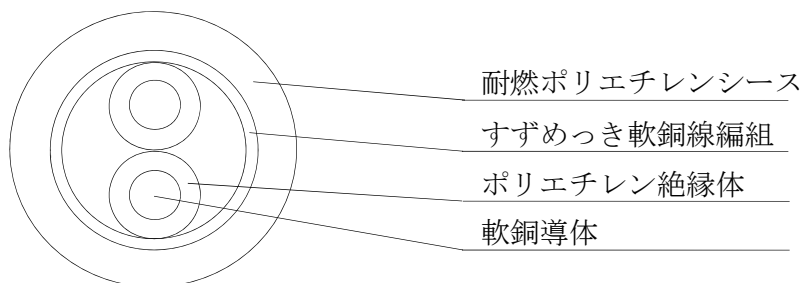 耐燃ポリエチレンシース
すずめっき軟銅線編組
ポリエチレン絶縁体
軟銅導体